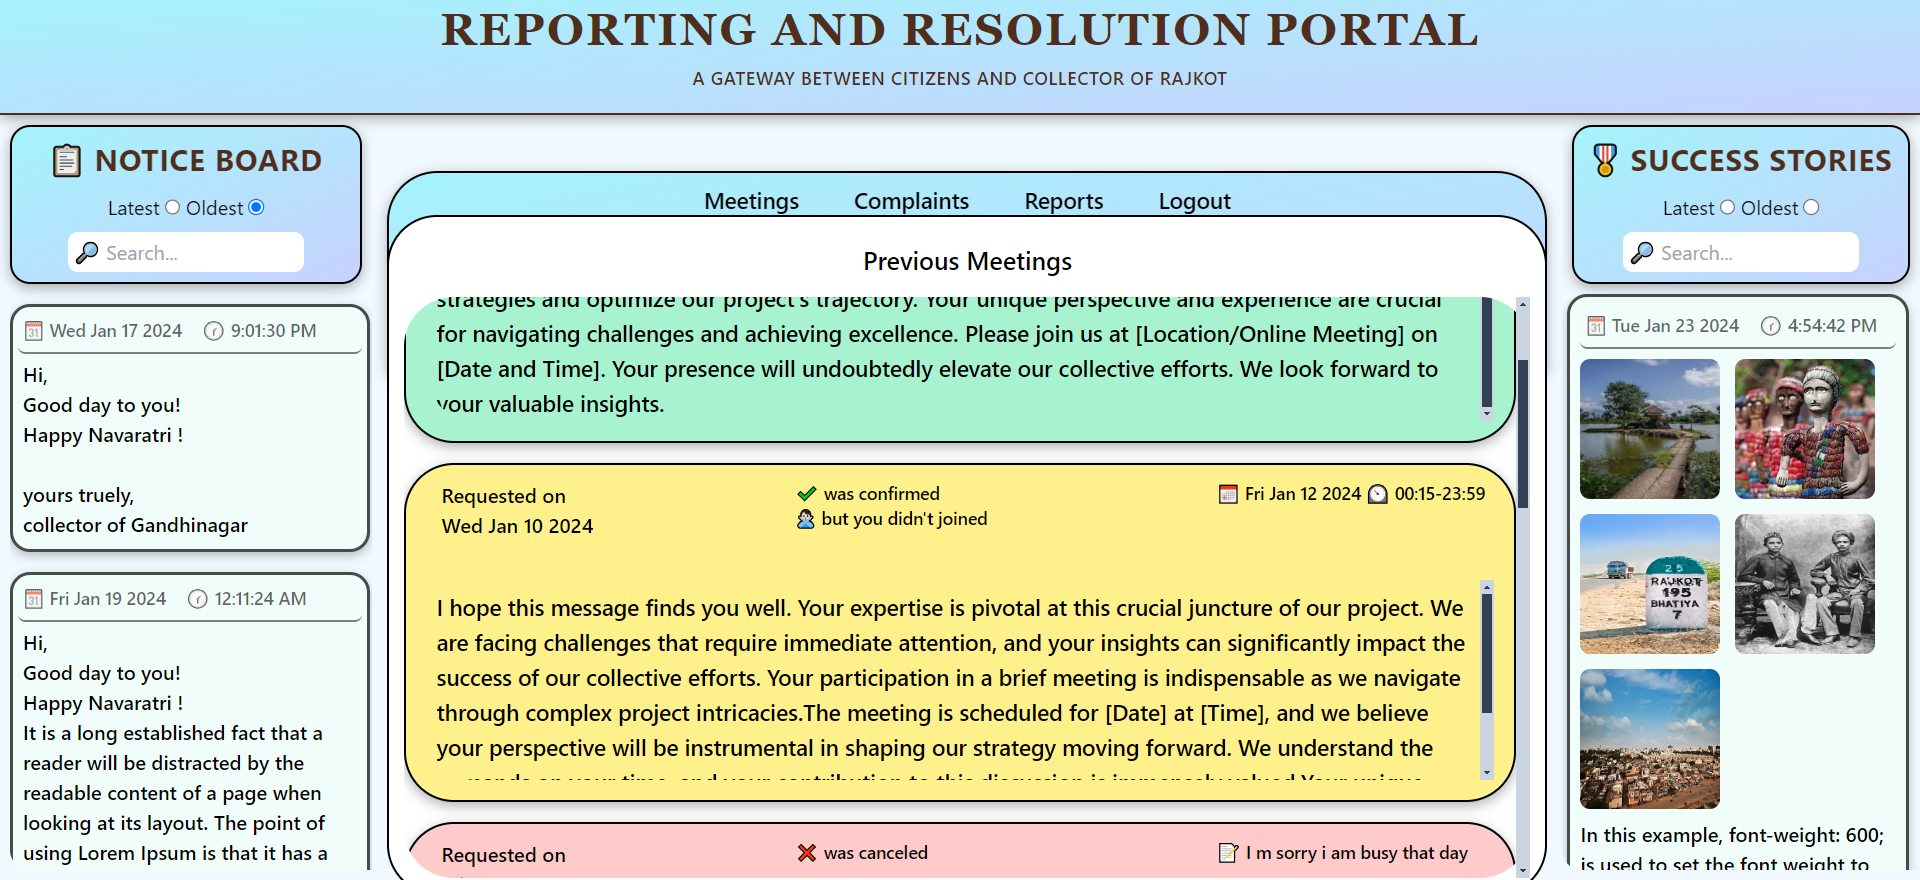 REPORTING AND RESOLUTION PORTAL
A GATEWAY BETWEEN CITIZENS AND COLLECTOR OF RAJKOT
NOTICE BOARD
Latest Oldest
Search...
Wed Jan 17 2024 9:01:30 PM
Hi,
Good day to you!
Happy Navaratri !
yours truely,
collector of Gandhinagar
Fri Jan 19 2024 12:11:24 AM
Hi,
Good day to you!
Happy Navaratri !
It is a long established fact that a
reader will be distracted by the
readable content of a page when
looking at its layout. The point of
using Lorem Ipsum is that it has a
Meetings Complaints Reports Logout
Previous Meetings
strategies and optimize our project's trajectory. Your unique perspective and experience are crucial
for navigating challenges and achieving excellence. Please join us at [Location/Online Meeting] on
[Date and Time]. Your presence will undoubtedly elevate our collective efforts. We look forward to
your valuable insights.
Requested on
Wed Jan 10 2024
was confirmed
but you didn't joined
Fri Jan 12 2024 00:15-23:59
I hope this message finds you well. Your expertise is pivotal at this crucial juncture of our project. We
are facing challenges that require immediate attention, and your insights can significantly impact the
success of our collective efforts. Your participation in a brief meeting is indispensable as we navigate
through complex project intricacies.The meeting is scheduled for [Date] at [Time], and we believe
your perspective will be instrumental in shaping our strategy moving forward. We understand the
on your time, and your contribution to this discussion is immensely valued.Your unique
Requested on
was canceled
I m sorry i am busy that day
SUCCESS STORIES
Latest Oldest
Search...
Tue Jan 23 2024 4:54:42 PM
25
RAJKOT
195
BHATIYA
7
In this example, font-weight: 600;
is used to set the font weight to